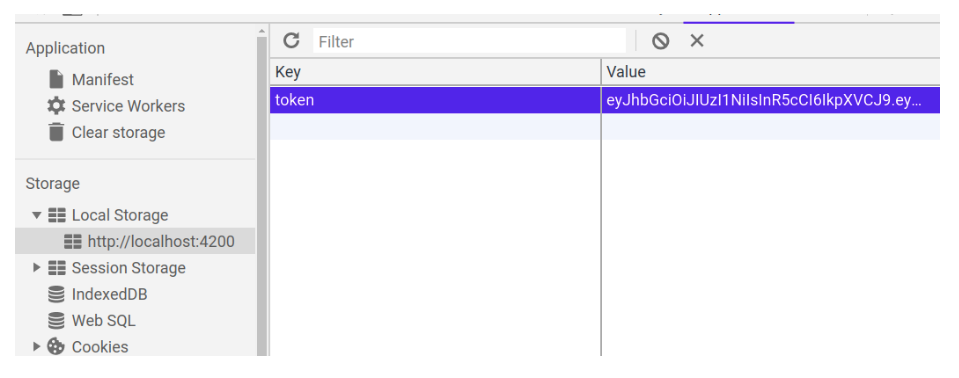 Application
Manifest
Service Workers
Clear storage
Storage
Local Storage
http://localhost:4200
Session Storage
IndexedDB
Web SQL
Cookies
Filter
Key Value
token eyJhbGciOiJIUzI1NiIsInR5cCI6IkpXVCJ9.ey...